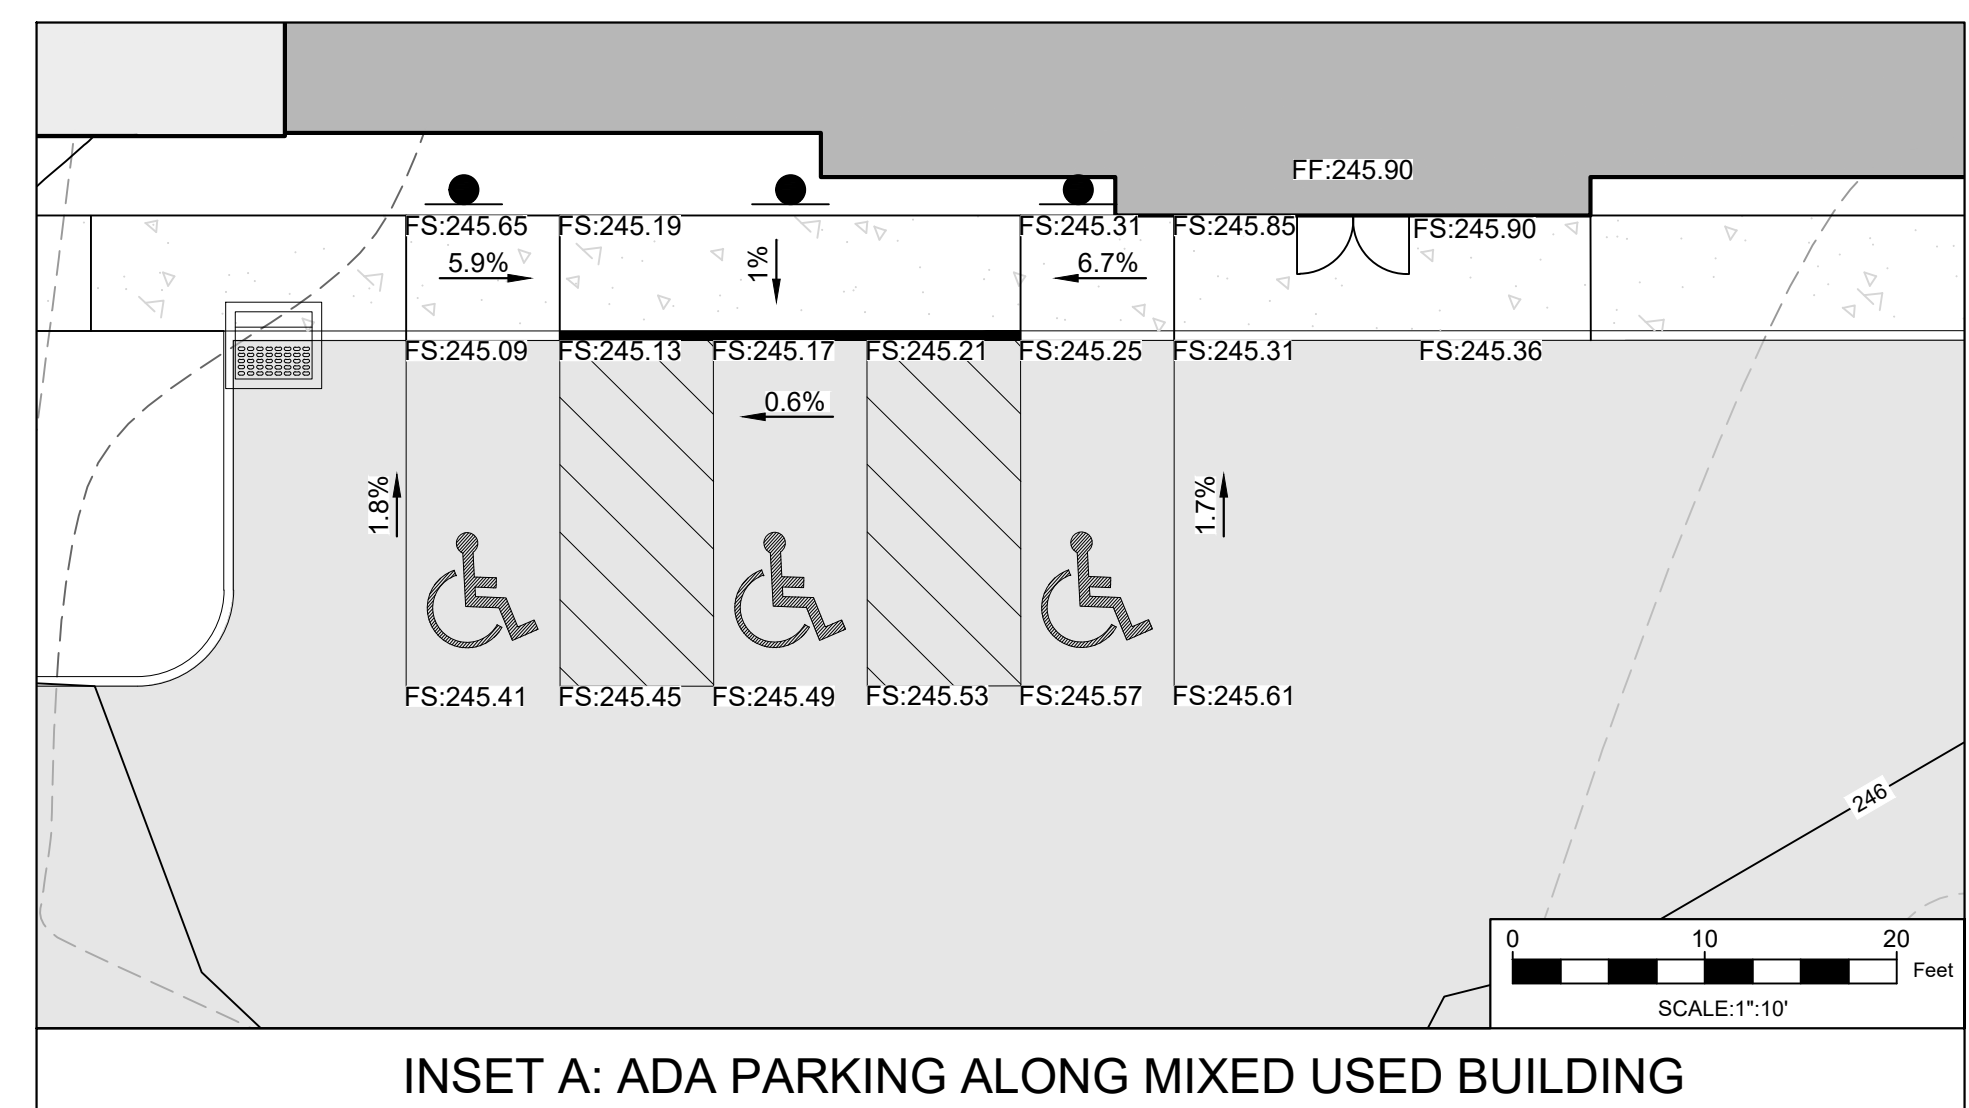 FF:245.90
FS:245.65 FS:245.19 FS:245.31 FS:245.85 FS:245.90
5.9% 1% 6.7%
FS:245.09 FS:245.13 FS:245.17 FS:245.21 FS:245.25 FS:245.31 FS:245.36
0.6%
1.8% 1.7%
FS:245.41 FS:245.45 FS:245.49 FS:245.53 FS:245.57 FS:245.61
246
0 10 20
Feet
SCALE:1":10'
INSET A: ADA PARKING ALONG MIXED USED BUILDING